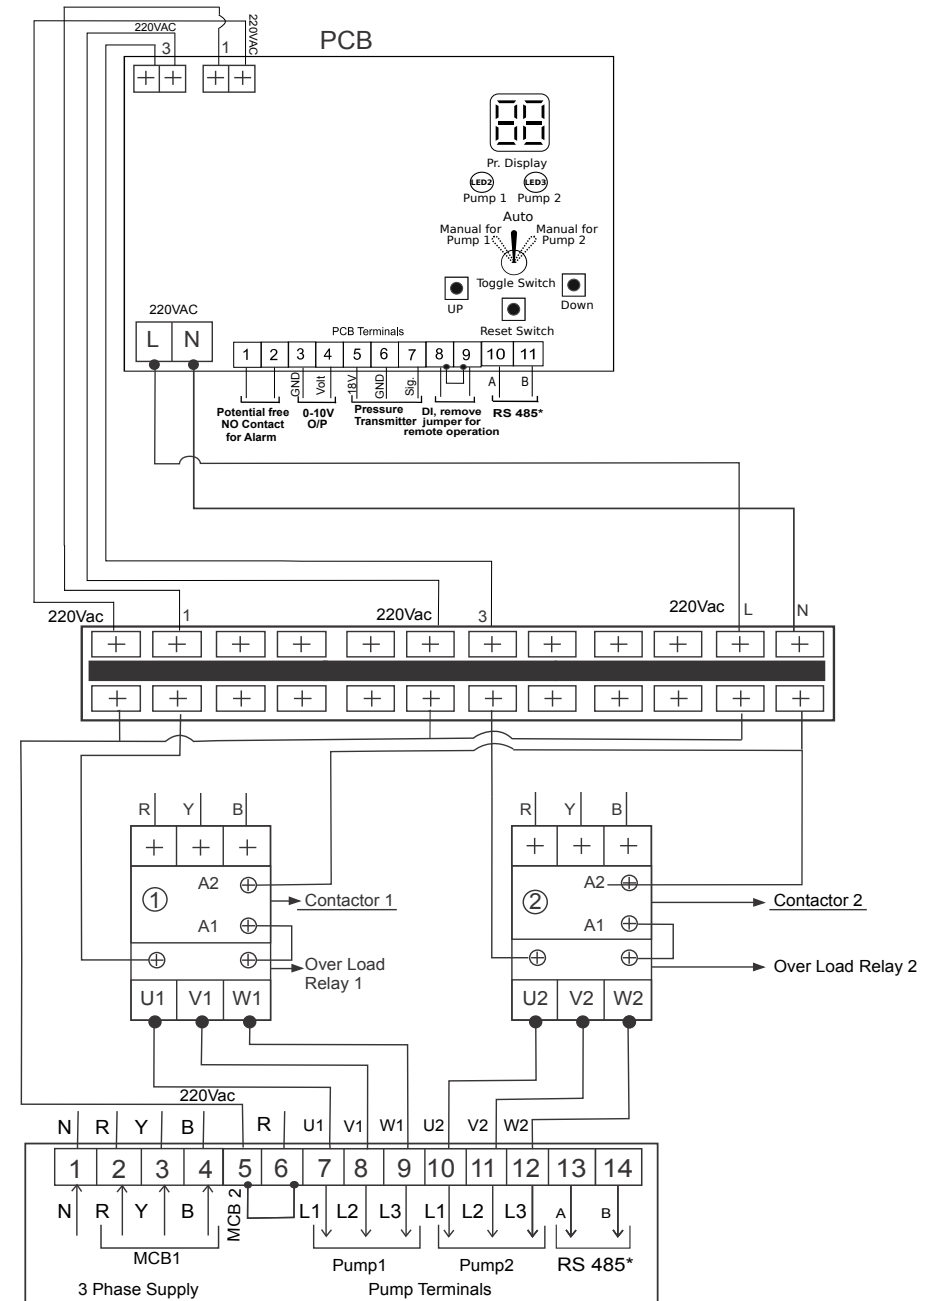 220VAC
220VAC
3
1
PCB
Pr. Display
LED2
LED3
Pump 1
Pump 2
Auto
Manual for
Pump 1
Manual for
Pump 2
Toggle Switch
UP
Down
Reset Switch
220VAC
L N
PCB Terminals
1 2 3 4 5 6 7 8 9 10 11
GND
Volt
18V
GND
Sig.
A
B
Potential free
NO Contact
for Alarm
0-10V
O/P
Pressure
Transmitter
DI, remove
jumper for
remote operation
RS 485*
220Vac
1
220Vac
3
220Vac
L
N
R Y B
R Y B
1
A2
A1
Contactor 1
Over Load
Relay 1
U1 V1 W1
2
A2
A1
Contactor 2
Over Load Relay 2
U2 V2 W2
220Vac
N R Y B R U1 V1 W1 U2 V2 W2
1 2 3 4 5 6 7 8 9 10 11 12 13 14
N R Y B
MCB 2
L1 L2 L3 L1 L2 L3 A B
MCB1
Pump1
Pump2
RS 485*
3 Phase Supply
Pump Terminals